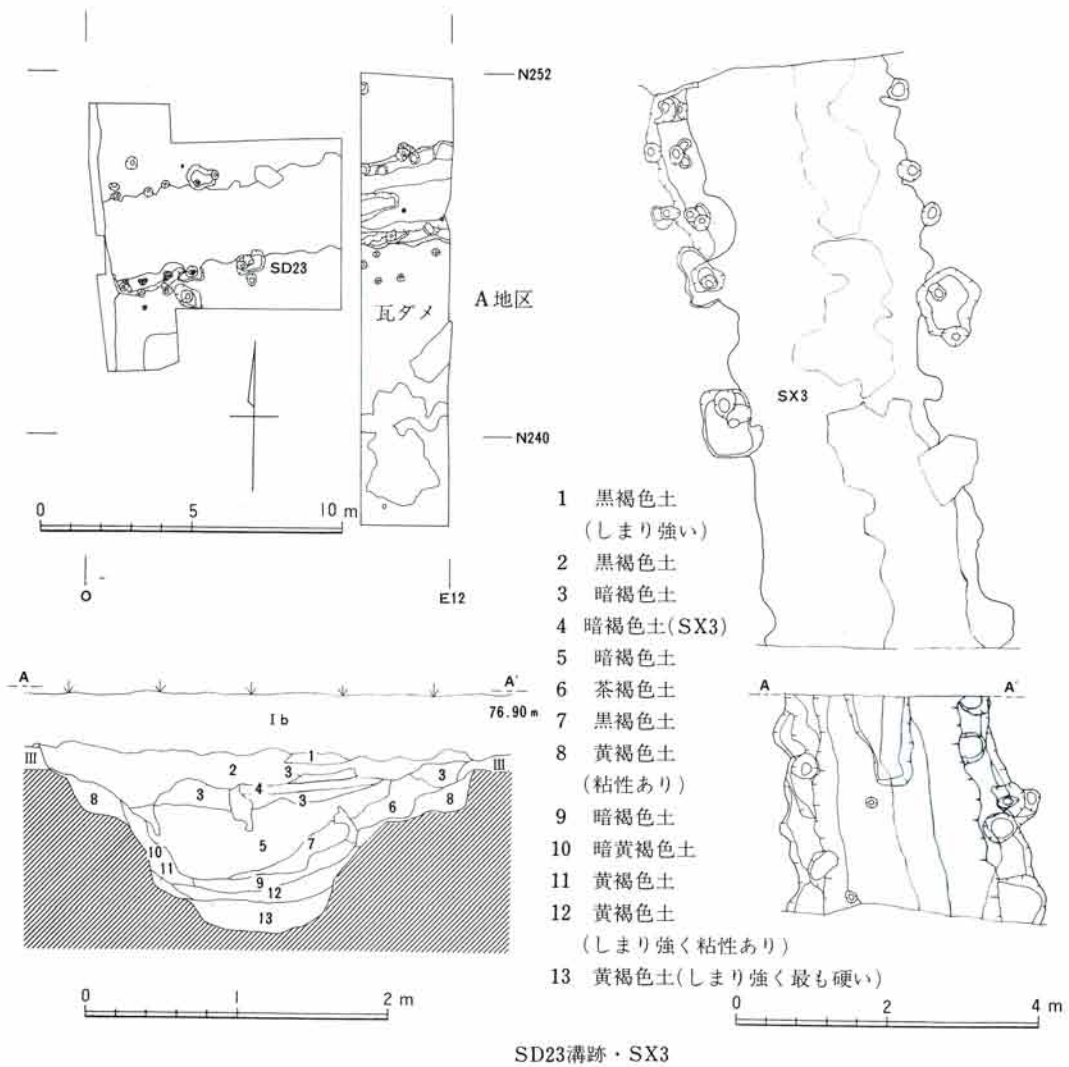 N252
SD23
瓦ダメ
A地区
N240
0 5 10 m
O E12
SX3
1 黒褐色土
(しまり強い)
2 黒褐色土
3 暗褐色土
4 暗褐色土(SX3)
5 暗褐色土
6 茶褐色土
7 黒褐色土
8 黄褐色土
(粘性あり)
9 暗褐色土
10 暗黄褐色土
11 黄褐色土
12 黄褐色土
(しまり強く粘性あり)
13 黄褐色土(しまり強く最も硬い)
A A'
76.90m
Ib
III 1 III
2 3 3
4
8 3 3 6 8
5 7
10
11 9
12
13
0 1 2 m
A A'
0 2 4 m
SD23溝跡・SX3